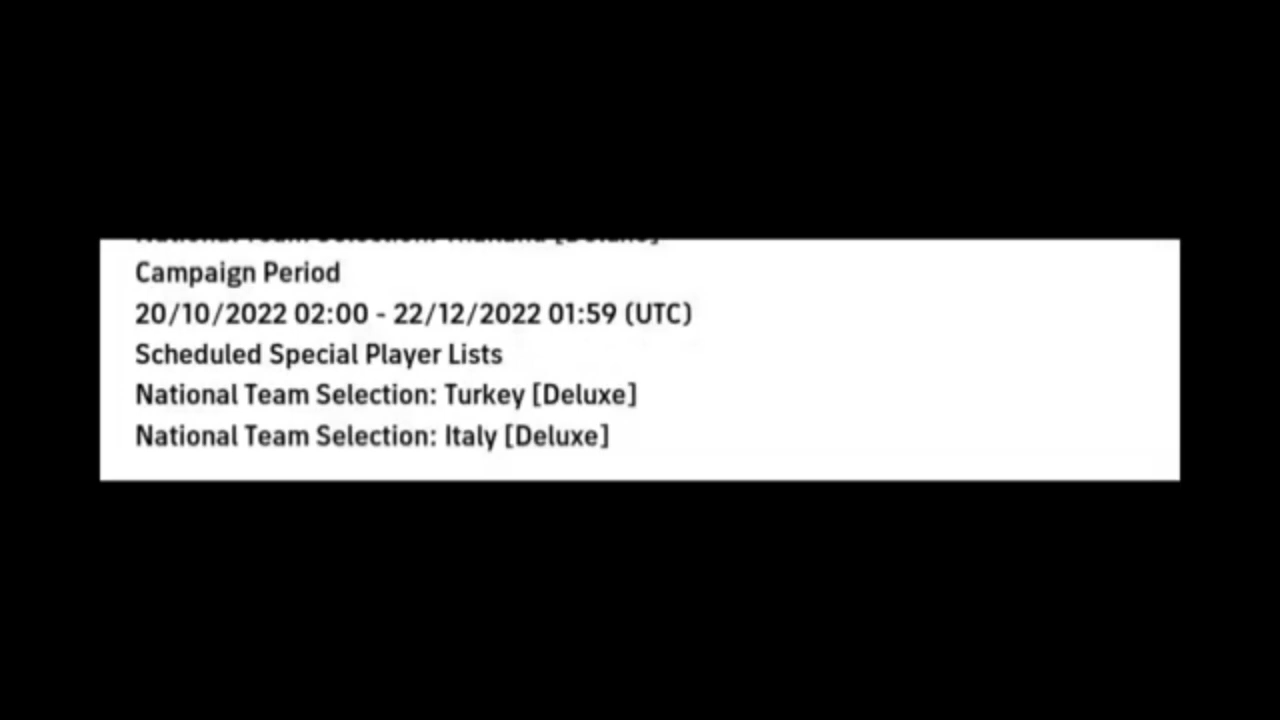 Campaign Period
20/10/2022 02:00 - 22/12/2022 01:59 (UTC)
Scheduled Special Player Lists
National Team Selection: Turkey [Deluxe]
National Team Selection: Italy [Deluxe]